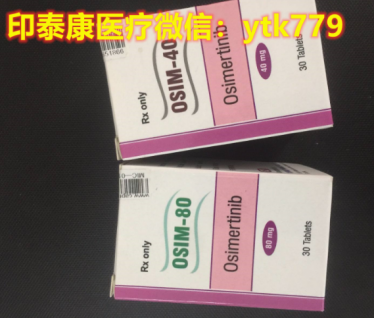 印泰康医疗微信：ytk779
Rx only
OSIM-40
Osimertinib
40 mg
30 Tablets
Rx only
OSIM-80
Osimertinib
80 mg
30 Tablets